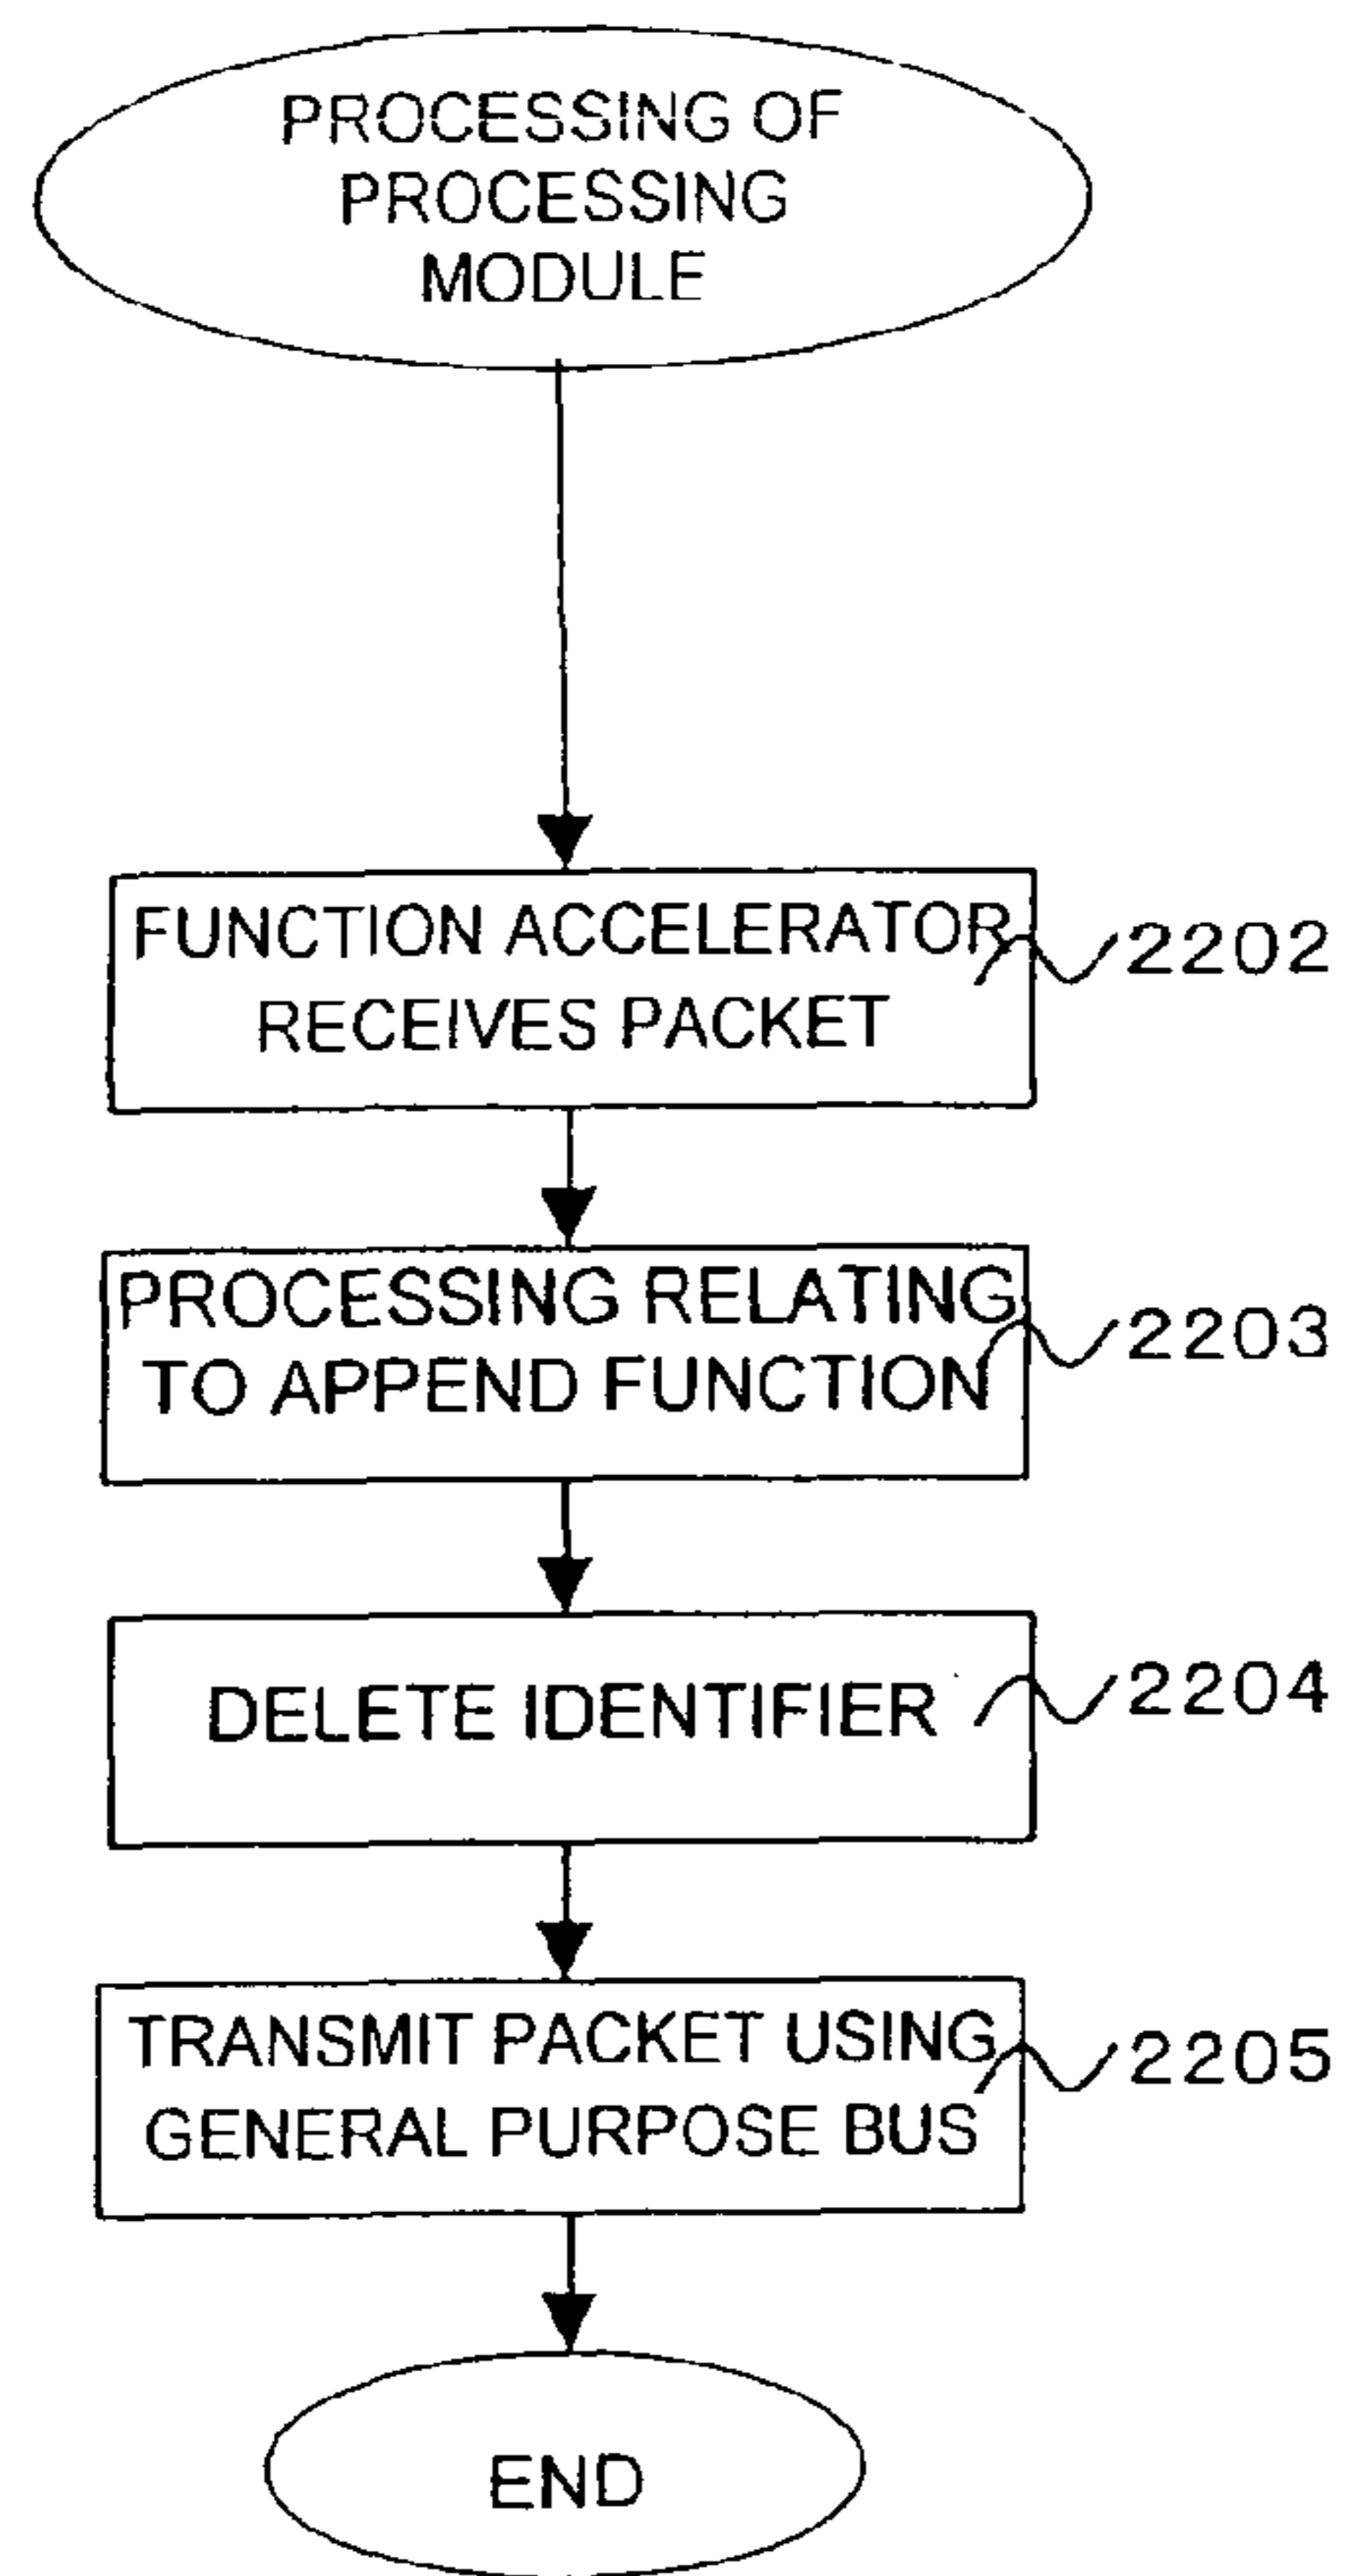 PROCESSING OF
PROCESSING
MODULE
FUNCTION ACCELERATOR
RECEIVES PACKET
2202
PROCESSING RELATING
TO APPEND FUNCTION
2203
DELETE IDENTIFIER
2204
TRANSMIT PACKET USING
GENERAL PURPOSE BUS
2205
END